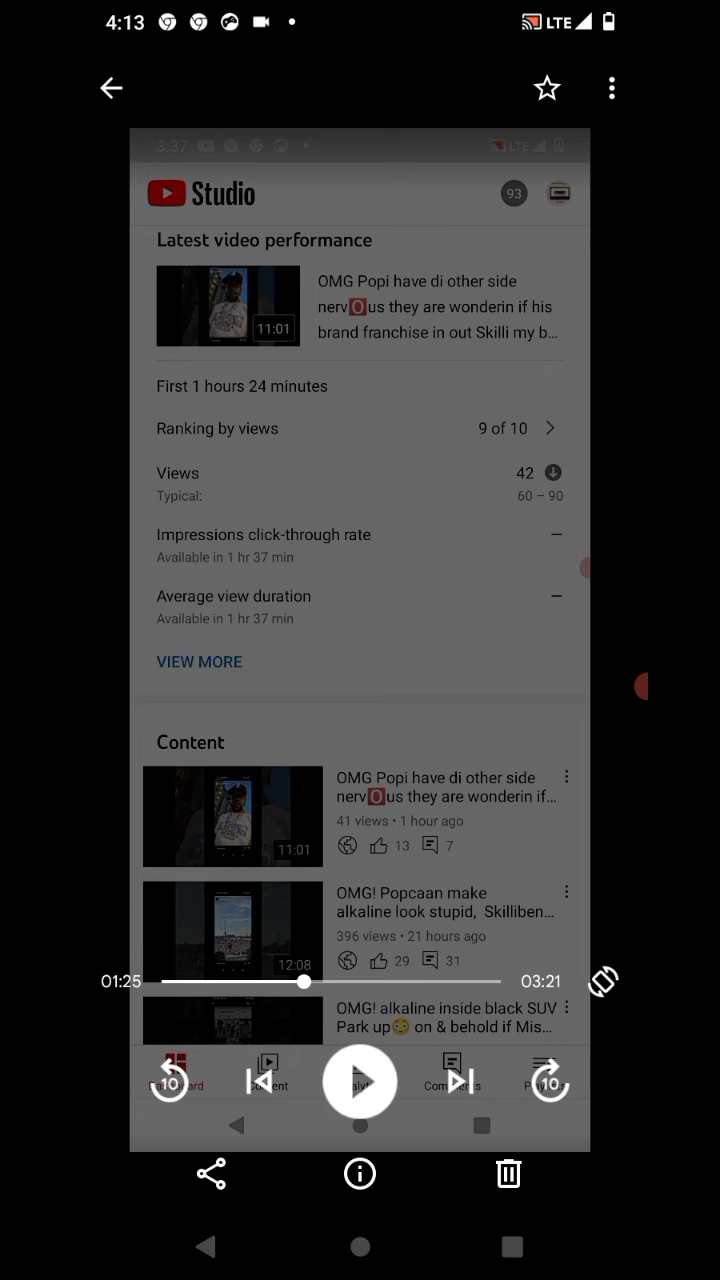 4:13
LTE
3:37
LTE
Studio
93
Latest video performance
OMG Popi have di other side
nerv🅾us they are wonderin if his
brand franchise in out Skilli my b...
11:01
First 1 hours 24 minutes
Ranking by views 9 of 10
Views 42
Typical: 60 – 90
Impressions click-through rate –
Available in 1 hr 37 min
Average view duration –
Available in 1 hr 37 min
VIEW MORE
Content
OMG Popi have di other side
nerv🅾us they are wonderin if...
41 views • 1 hour ago
11:01
13 7
OMG! Popcaan make
alkaline look stupid, Skilliben...
396 views • 21 hours ago
12:08
29 31
01:25 03:21
OMG! alkaline inside black SUV
Park up😳 on & behold if Mis...
10 10